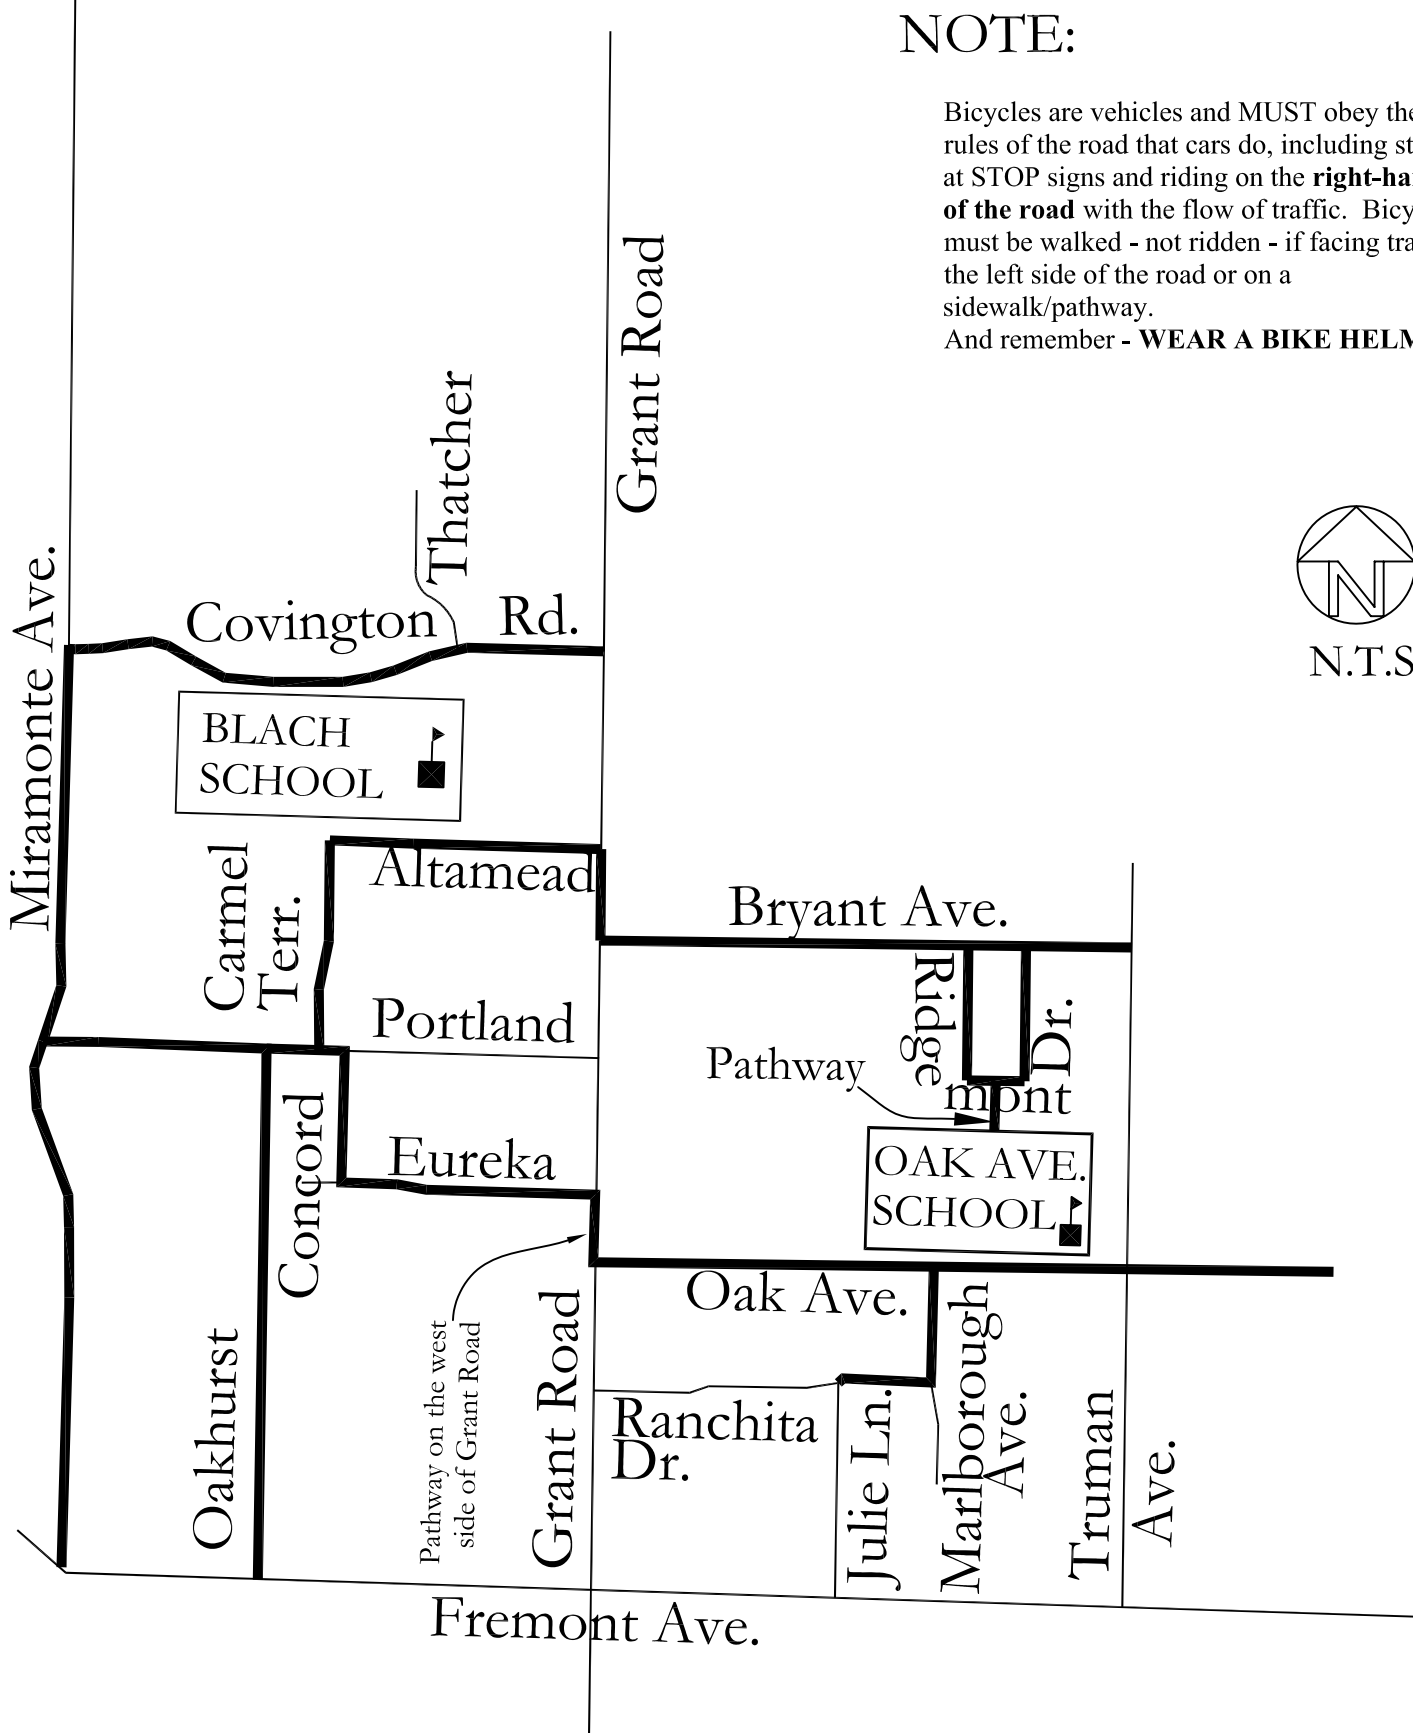 NOTE:
Bicycles are vehicles and MUST obey the
rules of the road that cars do, including st
at STOP signs and riding on the right-ha
of the road with the flow of traffic. Bicy
must be walked - not ridden - if facing tra
the left side of the road or on a
sidewalk/pathway.
And remember - WEAR A BIKE HELM
Grant Road
Thatcher
Miramonte Ave.
Covington Rd.
N
N.T.S
BLACH
SCHOOL
Carmel
Terr.
Altamead
Bryant Ave.
Ridge
mont
Dr.
Portland
Pathway
Concord
Eureka
OAK AVE.
SCHOOL
Oak Ave.
Oakhurst
Pathway on the west
side of Grant Road
Grant Road
Ranchita
Dr.
Julie Ln.
Marlborough
Ave.
Truman
Ave.
Fremont Ave.